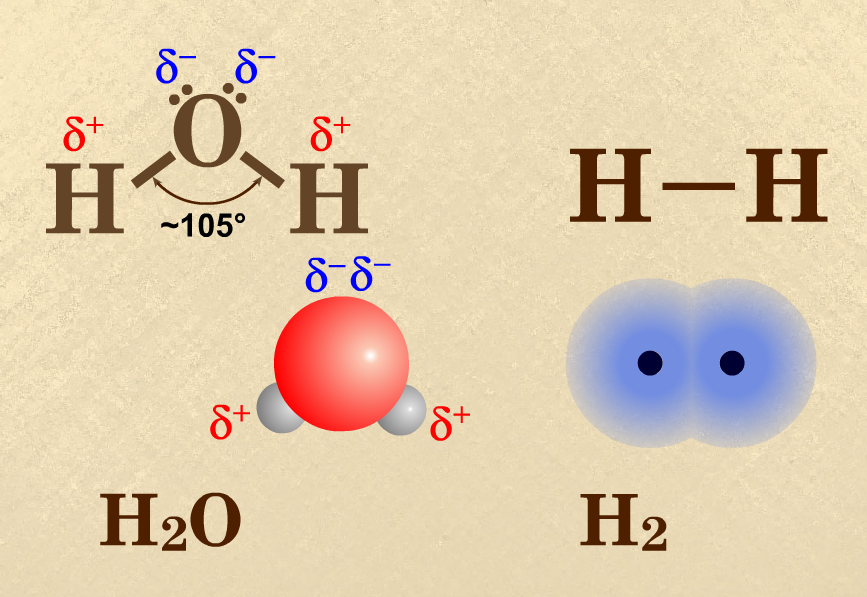 δ− δ−
δ+ O δ+
H H
~105°
H—H
δ−δ−
δ+ δ+
H₂O
H₂